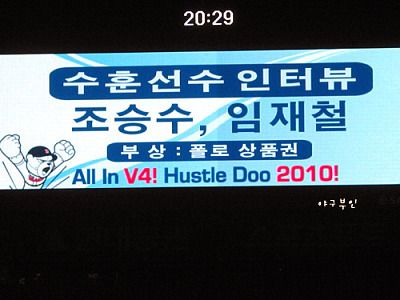 20:29
수훈선수 인터뷰
조승수, 임재철
부상 : 폴로 상품권
All In V4! Hustle Doo 2010!
야구부인